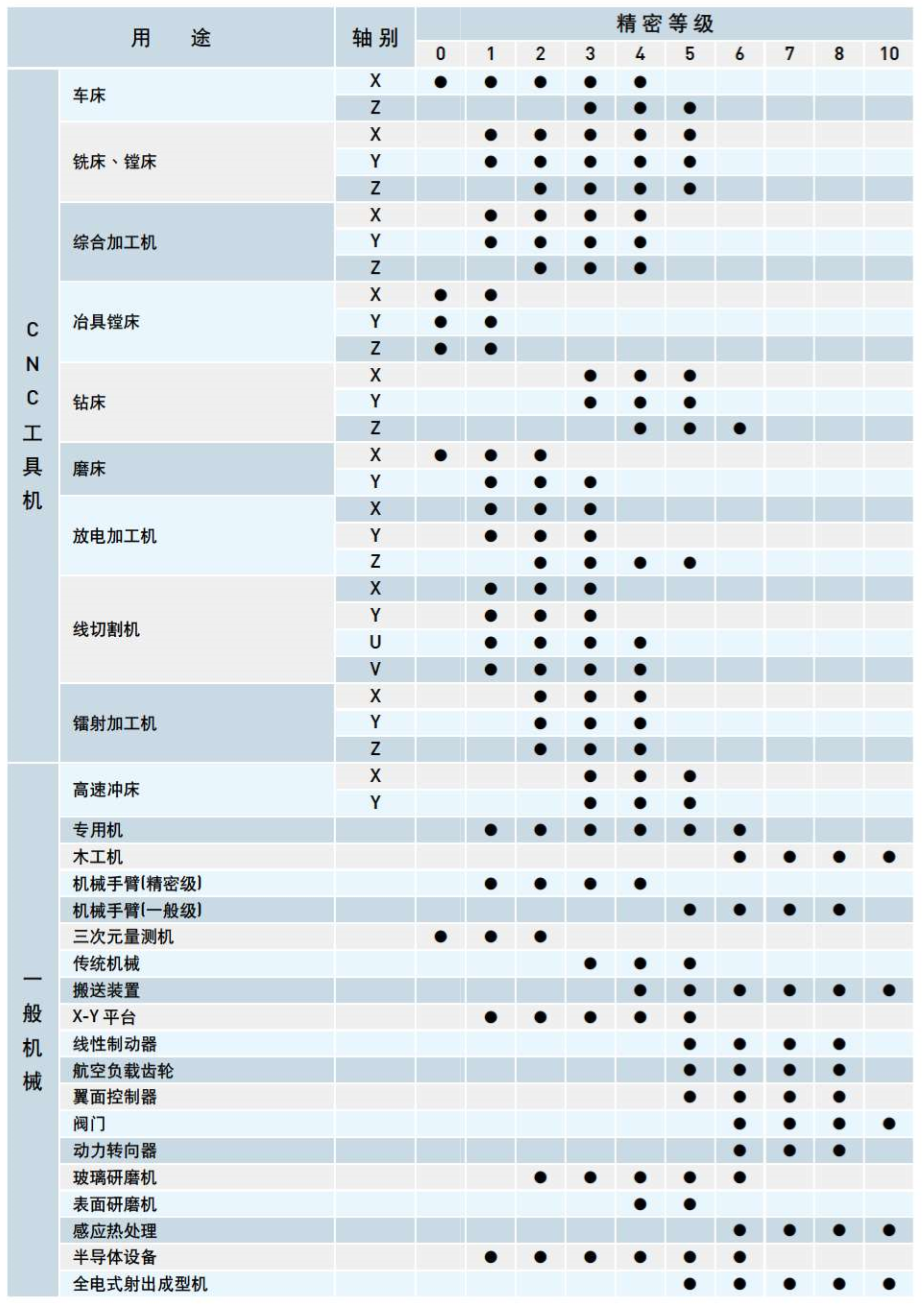 用 途 轴别 精密等级
0 1 2 3 4 5 6 7 8 10
CNC工具机
车床 X ● ● ● ● ●
Z ● ● ●
铣床、镗床 X ● ● ● ● ●
Y ● ● ● ● ●
Z ● ● ● ●
综合加工机 X ● ● ● ●
Y ● ● ● ●
Z ● ● ●
冶具镗床 X ● ●
Y ● ●
Z ● ●
钻床 X ● ● ●
Y ● ● ●
Z ● ● ●
磨床 X ● ● ●
Y ● ● ●
放电加工机 X ● ● ●
Y ● ● ●
Z ● ● ● ●
线切割机 X ● ● ●
Y ● ● ●
U ● ● ● ●
V ● ● ● ●
镭射加工机 X ● ● ●
Y ● ● ●
Z ● ● ●
一般机械
高速冲床 X ● ● ●
Y ● ● ●
专用机 ● ● ● ● ● ●
木工机 ● ● ● ●
机械手臂(精密级) ● ● ● ●
机械手臂(一般级) ● ● ● ●
三次元量测机 ● ● ●
传统机械 ● ● ●
搬送装置 ● ● ● ● ● ●
X-Y 平台 ● ● ● ● ●
线性制动器 ● ● ● ●
航空负载齿轮 ● ● ● ●
翼面控制器 ● ● ● ●
阀门 ● ● ● ●
动力转向器 ● ● ●
玻璃研磨机 ● ● ● ● ●
表面研磨机 ● ●
感应热处理 ● ● ● ●
半导体设备 ● ● ● ● ● ●
全电式射出成型机 ● ● ● ● ●